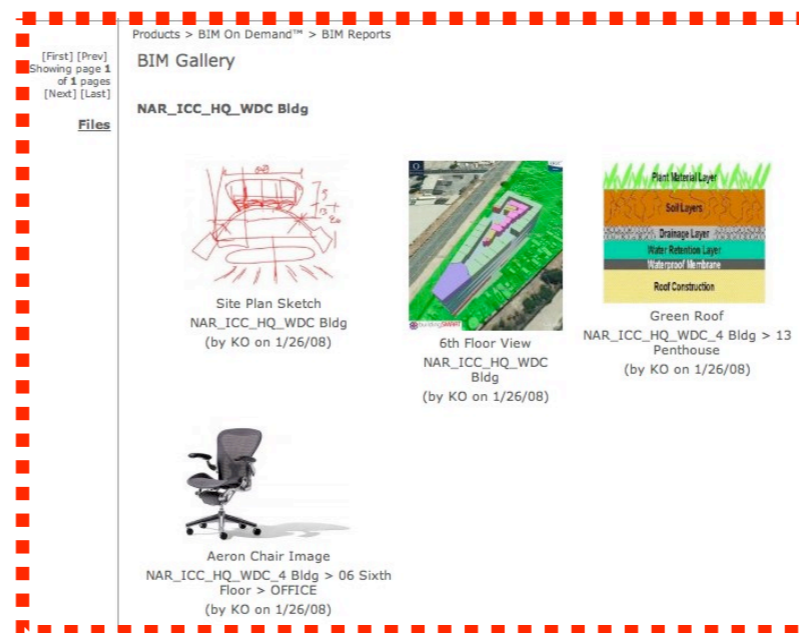 Products > BIM On Demand™ > BIM Reports
[First] [Prev]
Showing page 1
of 1 pages
[Next] [Last]
Files
BIM Gallery
NAR_ICC_HQ_WDC Bldg
Site Plan Sketch
NAR_ICC_HQ_WDC Bldg
(by KO on 1/26/08)
6th Floor View
NAR_ICC_HQ_WDC
Bldg
(by KO on 1/26/08)
Plant Material Layer
Soil Layers
Drainage Layer
Water Retention Layer
Waterproof Membrane
Roof Construction
Green Roof
NAR_ICC_HQ_WDC_4 Bldg > 13
Penthouse
(by KO on 1/26/08)
Aeron Chair Image
NAR_ICC_HQ_WDC_4 Bldg > 06 Sixth
Floor > OFFICE
(by KO on 1/26/08)